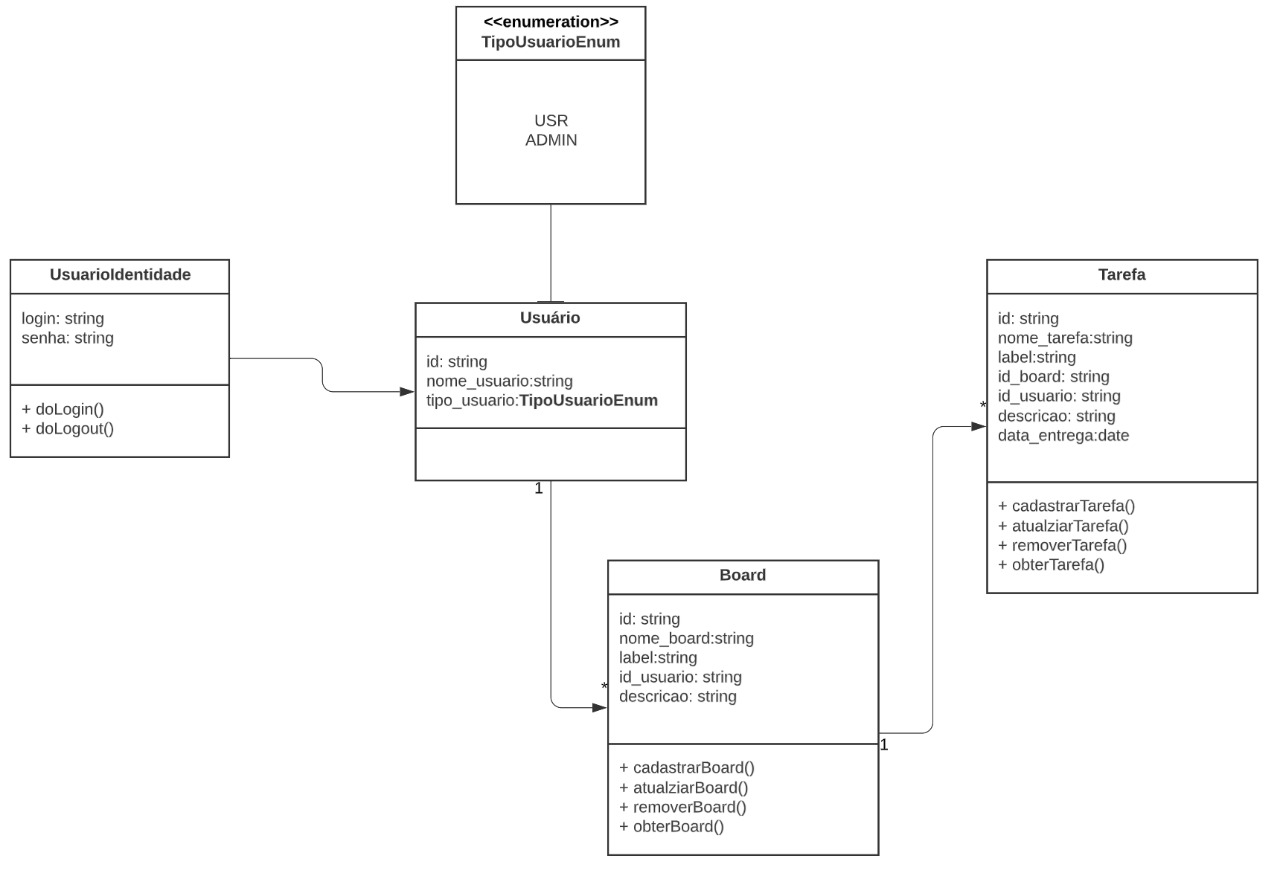 <<enumeration>>
TipoUsuarioEnum
USR
ADMIN
UsuarioIdentidade
login: string
senha: string
+ doLogin()
+ doLogout()
Usuário
id: string
nome_usuario:string
tipo_usuario:TipoUsuarioEnum
1
*
Board
id: string
nome_board:string
label:string
id_usuario: string
descricao: string
+ cadastrarBoard()
+ atualziarBoard()
+ removerBoard()
+ obterBoard()
1
*
Tarefa
id: string
nome_tarefa:string
label:string
id_board: string
id_usuario: string
descricao: string
data_entrega:date
+ cadastrarTarefa()
+ atualziarTarefa()
+ removerTarefa()
+ obterTarefa()